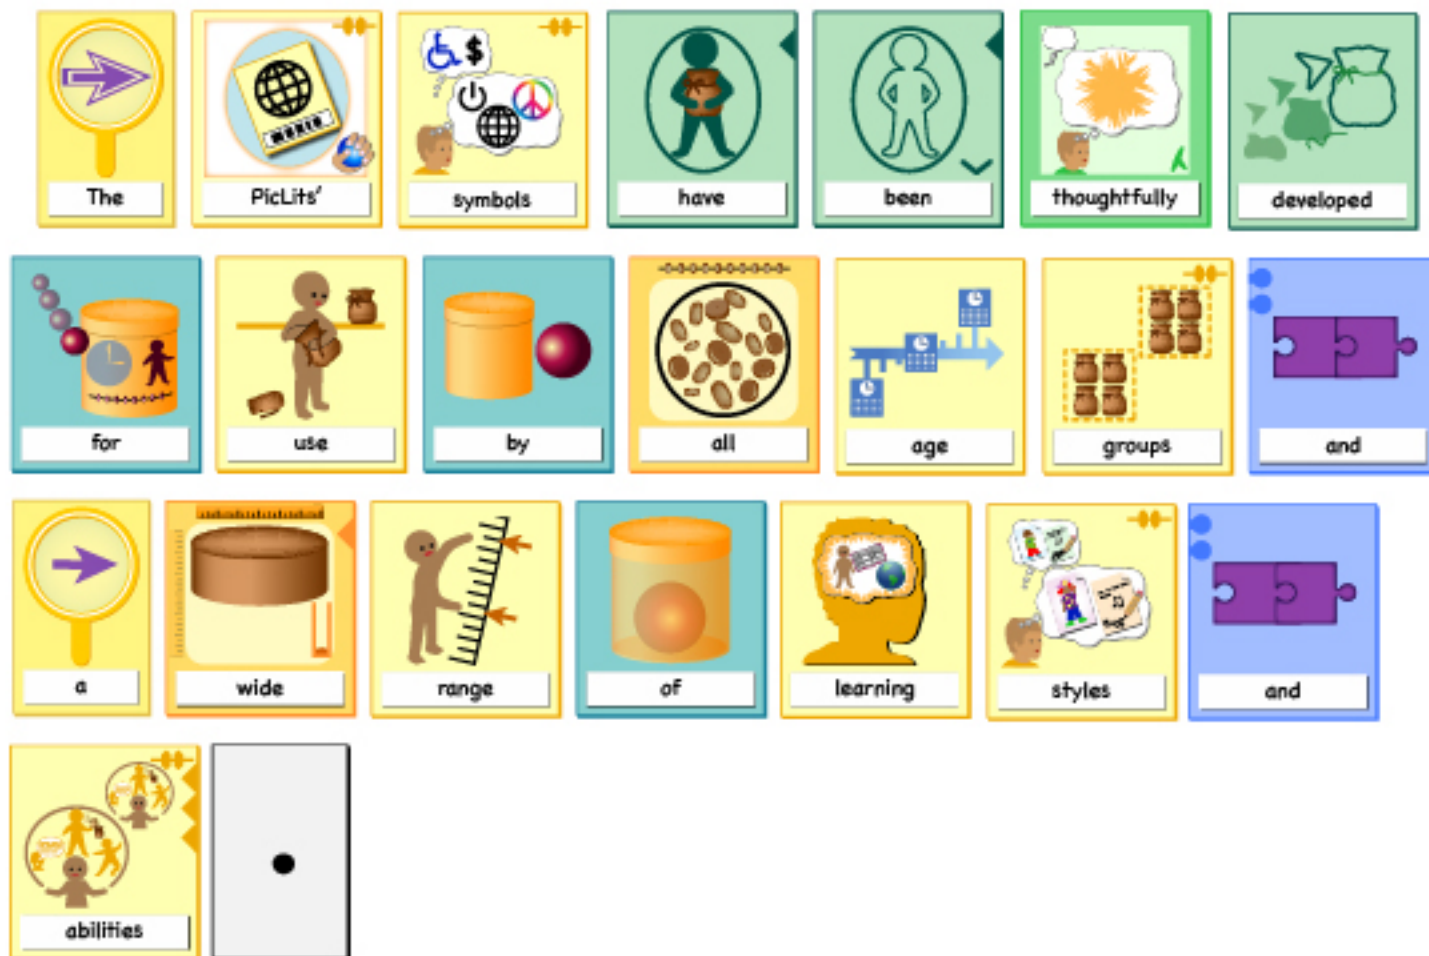 The PicLits' symbols have been thoughtfully developed
for use by all age groups and
a wide range of learning styles and
abilities .